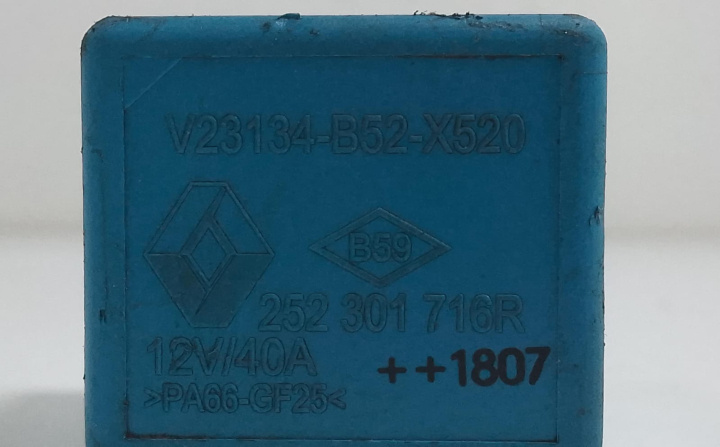 V23134-B52-X520
B59
252 301 716R
12V/40A ++1807
>PA66-GF25<